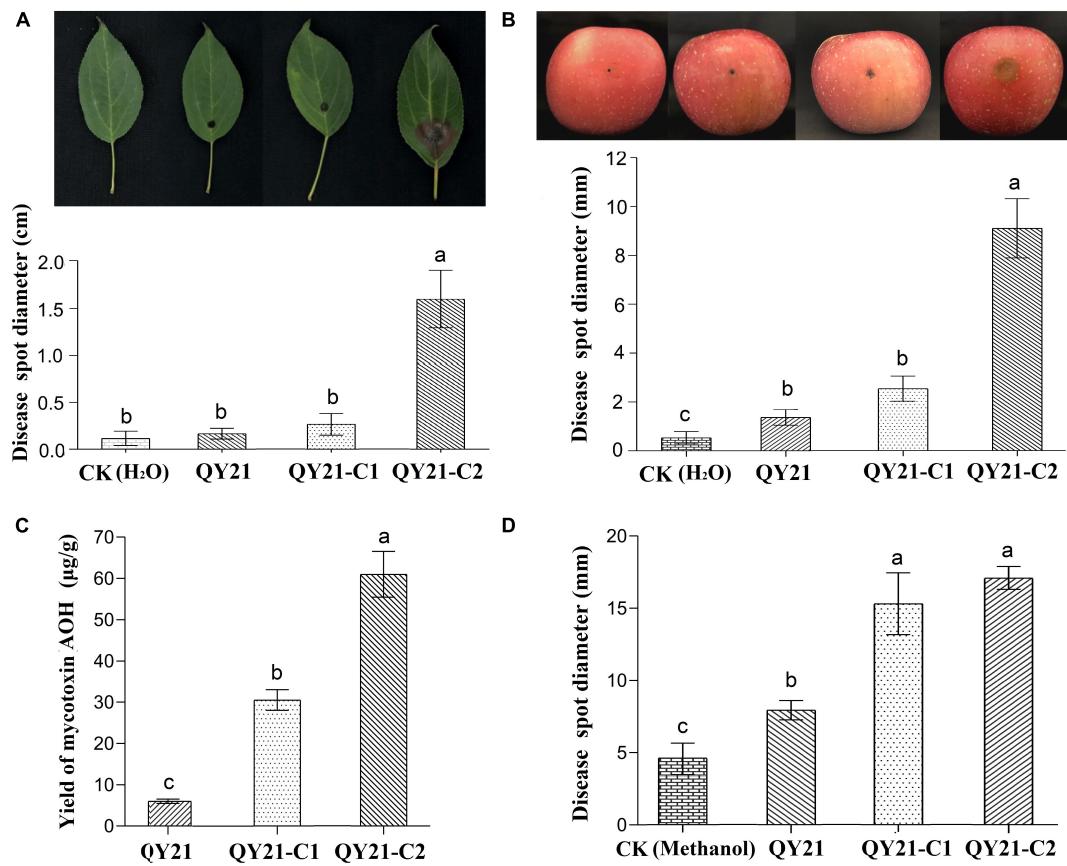 A
B
Disease spot diameter (cm)
2.0
1.5
1.0
0.5
0.0
b
b
b
a
CK (H₂O) QY21 QY21-C1 QY21-C2
Disease spot diameter (mm)
12
10
8
6
4
2
0
c
b
b
a
CK (H₂O) QY21 QY21-C1 QY21-C2
C
Yield of mycotoxin AOH (μg/g)
70
60
50
40
30
20
10
0
c
b
a
QY21 QY21-C1 QY21-C2
D
Disease spot diameter (mm)
20
15
10
5
0
c
b
a
a
CK (Methanol) QY21 QY21-C1 QY21-C2